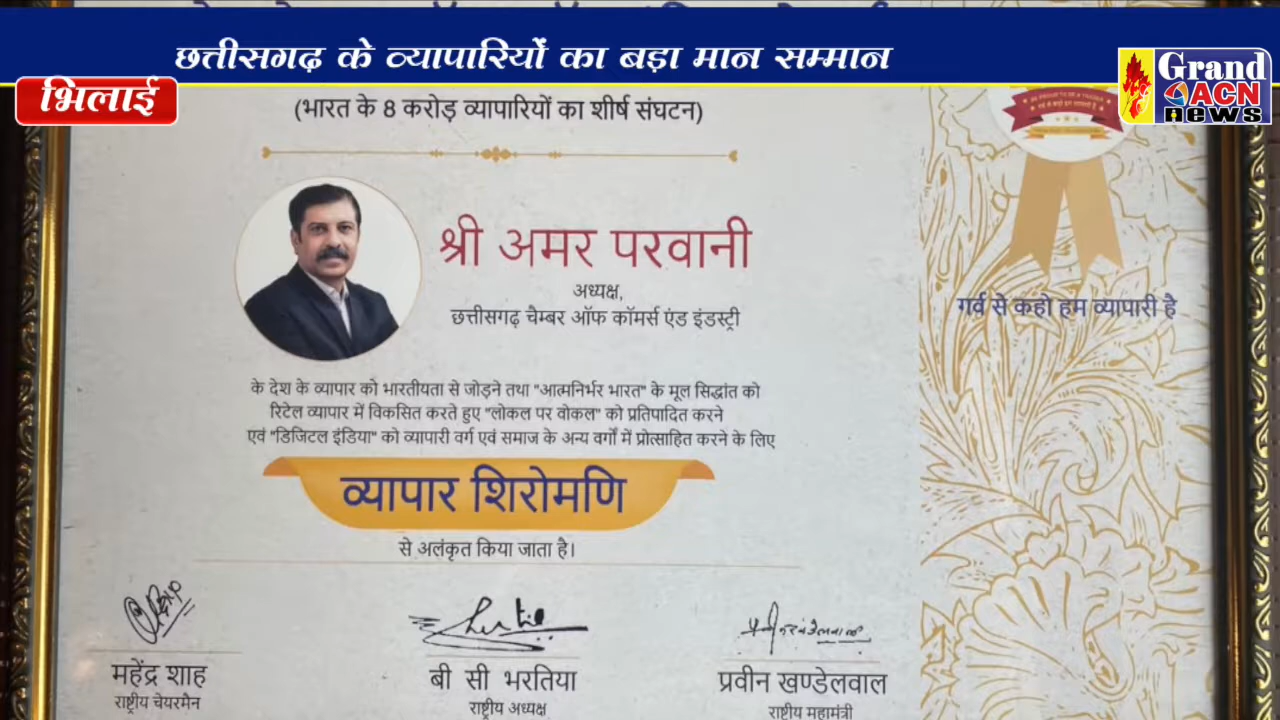 छत्तीसगढ़ के व्यापारियों का बड़ा मान सम्मान
भिलाई
Grand
ACN
news
(भारत के 8 करोड़ व्यापारियों का शीर्ष संघटन)
श्री अमर परवानी
अध्यक्ष,
छत्तीसगढ़ चैम्बर ऑफ कॉमर्स एंड इंडस्ट्री
गर्व से कहो हम व्यापारी है
के देश के व्यापार को भारतीयता से जोड़ने तथा "आत्मनिर्भर भारत" के मूल सिद्धांत को
रिटेल व्यापार में विकसित करते हुए "लोकल पर वोकल" को प्रतिपादित करने
एवं "डिजिटल इंडिया" को व्यापारी वर्ग एवं समाज के अन्य वर्गों में प्रोत्साहित करने के लिए
व्यापार शिरोमणि
से अलंकृत किया जाता है।
महेंद्र शाह
राष्ट्रीय चेयरमैन
बी सी भरतिया
राष्ट्रीय अध्यक्ष
प्रवीन खण्डेलवाल
राष्ट्रीय महामंत्री